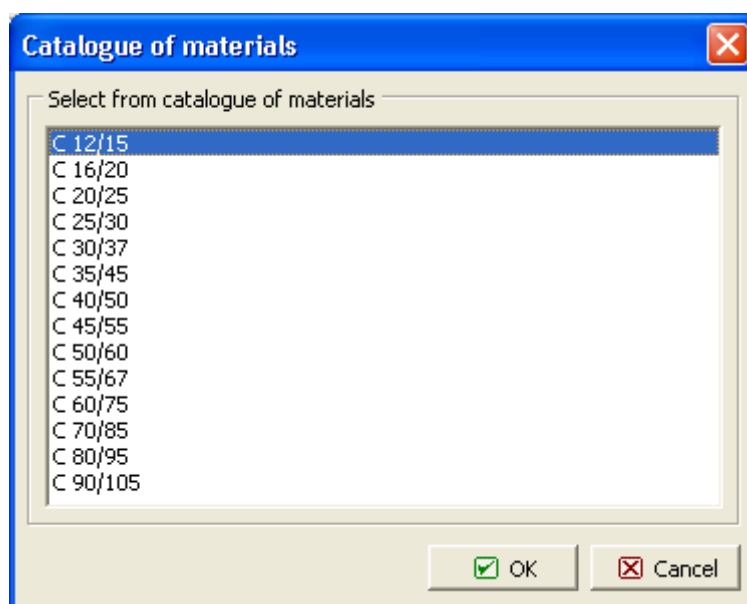 Catalogue of materials
Select from catalogue of materials
C 12/15
C 16/20
C 20/25
C 25/30
C 30/37
C 35/45
C 40/50
C 45/55
C 50/60
C 55/67
C 60/75
C 70/85
C 80/95
C 90/105
OK Cancel